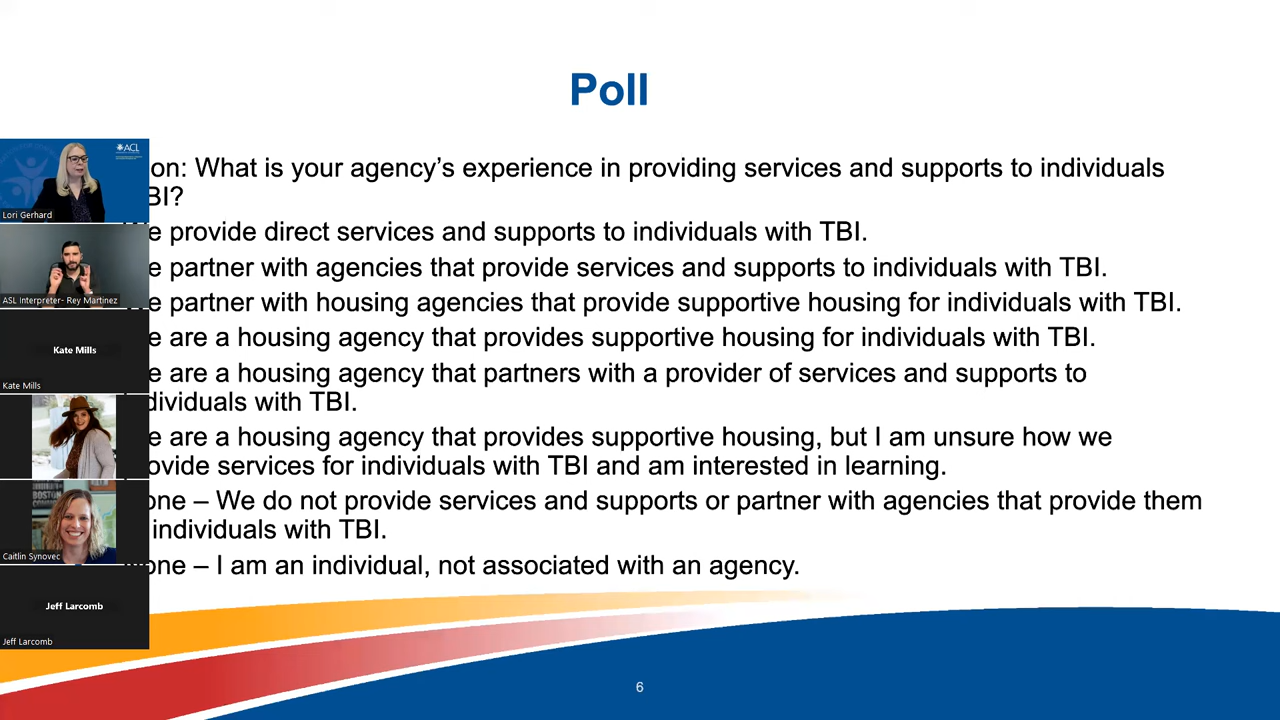 Poll
on: What is your agency’s experience in providing services and supports to individuals
BI?
e provide direct services and supports to individuals with TBI.
e partner with agencies that provide services and supports to individuals with TBI.
e partner with housing agencies that provide supportive housing for individuals with TBI.
e are a housing agency that provides supportive housing for individuals with TBI.
e are a housing agency that partners with a provider of services and supports to
dividuals with TBI.
e are a housing agency that provides supportive housing, but I am unsure how we
ovide services for individuals with TBI and am interested in learning.
one – We do not provide services and supports or partner with agencies that provide them
individuals with TBI.
one – I am an individual, not associated with an agency.
ACL
Lori Gerhard
ASL Interpreter- Rey Martinez
Kate Mills
Kate Mills
BOSTON
Caitlin Synovec
Jeff Larcomb
Jeff Larcomb
6